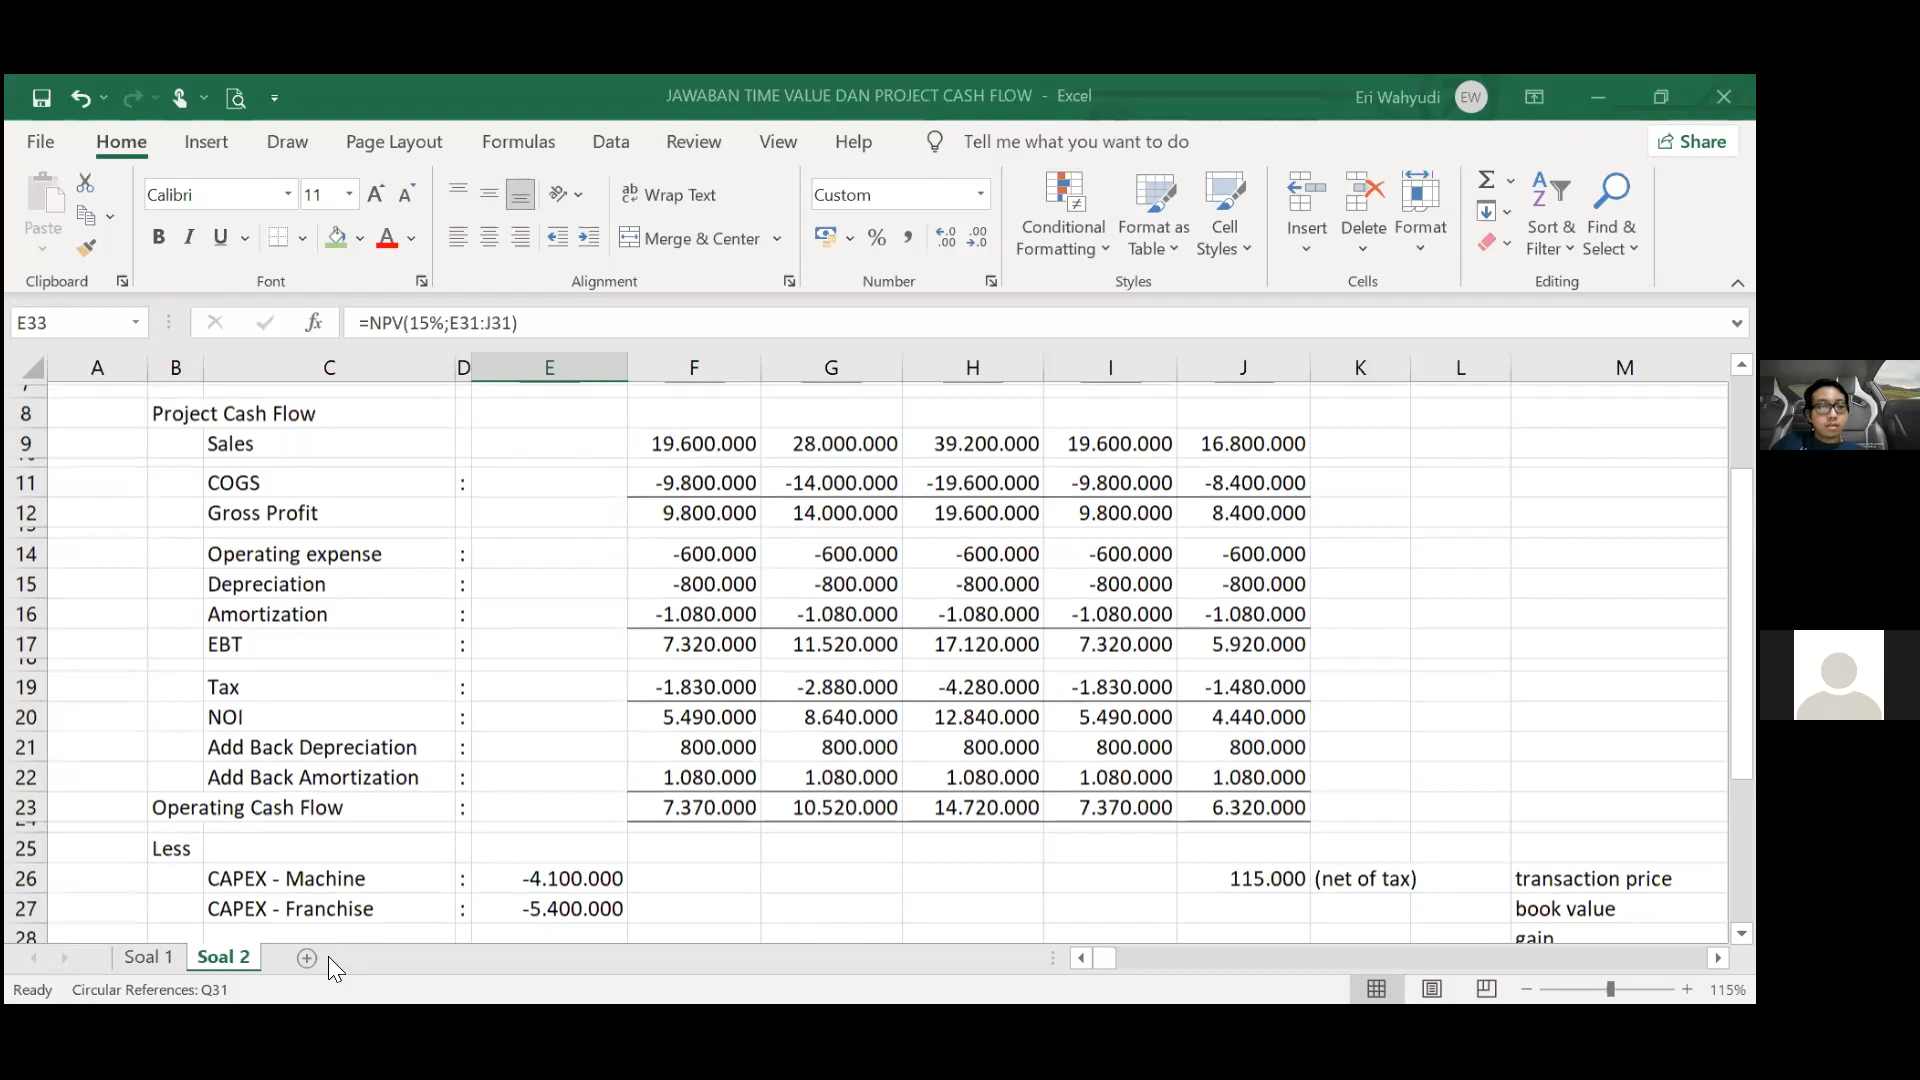 JAWABAN TIME VALUE DAN PROJECT CASH FLOW - Excel
Eri Wahyudi EW
File Home Insert Draw Page Layout Formulas Data Review View Help Tell me what you want to do Share
Paste
Clipboard
Calibri 11
B I U
Font
Wrap Text
Merge & Center
Alignment
Custom
Number
Conditional Formatting
Format as Table
Cell Styles
Styles
Insert
Delete
Format
Cells
Sort & Filter
Find & Select
Editing
E33 fx =NPV(15%;E31:J31)
A B C D E F G H I J K L M
8 Project Cash Flow
9 Sales 19.600.000 28.000.000 39.200.000 19.600.000 16.800.000
11 COGS : -9.800.000 -14.000.000 -19.600.000 -9.800.000 -8.400.000
12 Gross Profit 9.800.000 14.000.000 19.600.000 9.800.000 8.400.000
14 Operating expense : -600.000 -600.000 -600.000 -600.000 -600.000
15 Depreciation : -800.000 -800.000 -800.000 -800.000 -800.000
16 Amortization : -1.080.000 -1.080.000 -1.080.000 -1.080.000 -1.080.000
17 EBT : 7.320.000 11.520.000 17.120.000 7.320.000 5.920.000
19 Tax : -1.830.000 -2.880.000 -4.280.000 -1.830.000 -1.480.000
20 NOI : 5.490.000 8.640.000 12.840.000 5.490.000 4.440.000
21 Add Back Depreciation : 800.000 800.000 800.000 800.000 800.000
22 Add Back Amortization : 1.080.000 1.080.000 1.080.000 1.080.000 1.080.000
23 Operating Cash Flow : 7.370.000 10.520.000 14.720.000 7.370.000 6.320.000
25 Less
26 CAPEX - Machine : -4.100.000 115.000 (net of tax) transaction price
27 CAPEX - Franchise : -5.400.000 book value
28 gain
Soal 1 Soal 2
Ready Circular References: Q31 115%